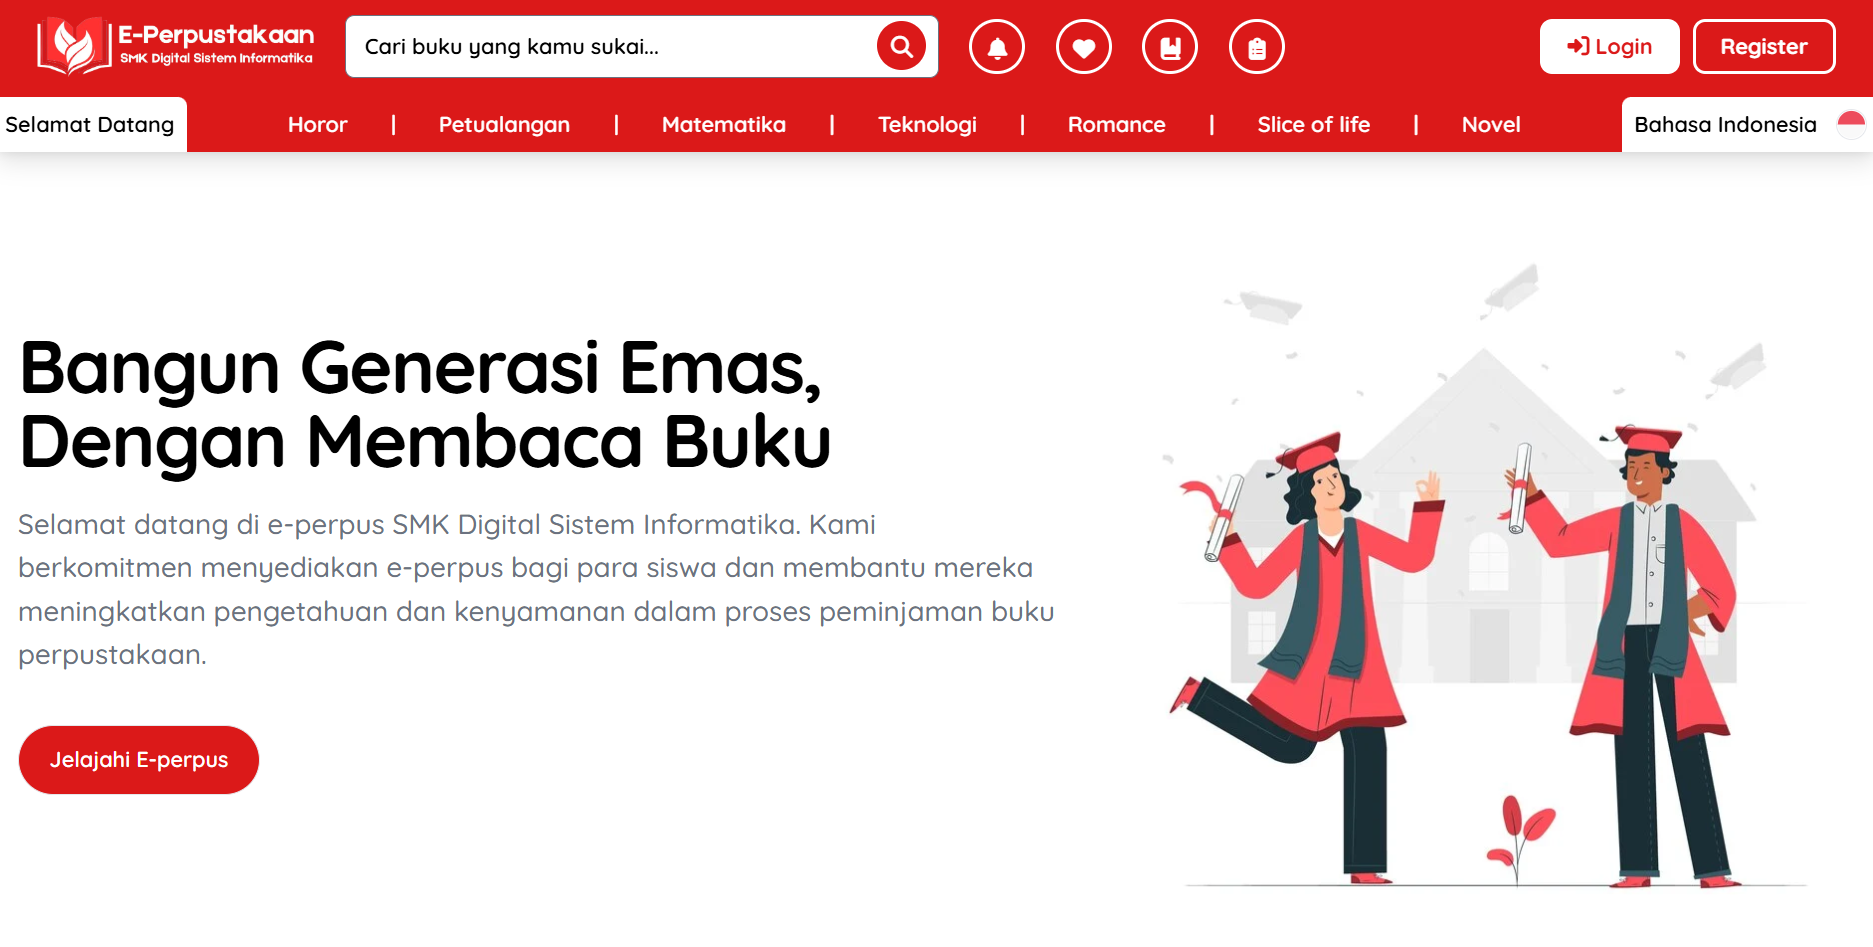 E-Perpustakaan
SMK Digital Sistem Informatika
Cari buku yang kamu sukai...
Login
Register
Selamat Datang
Horor | Petualangan | Matematika | Teknologi | Romance | Slice of life | Novel
Bahasa Indonesia
Bangun Generasi Emas,
Dengan Membaca Buku
Selamat datang di e-perpus SMK Digital Sistem Informatika. Kami
berkomitmen menyediakan e-perpus bagi para siswa dan membantu mereka
meningkatkan pengetahuan dan kenyamanan dalam proses peminjaman buku
perpustakaan.
Jelajahi E-perpus